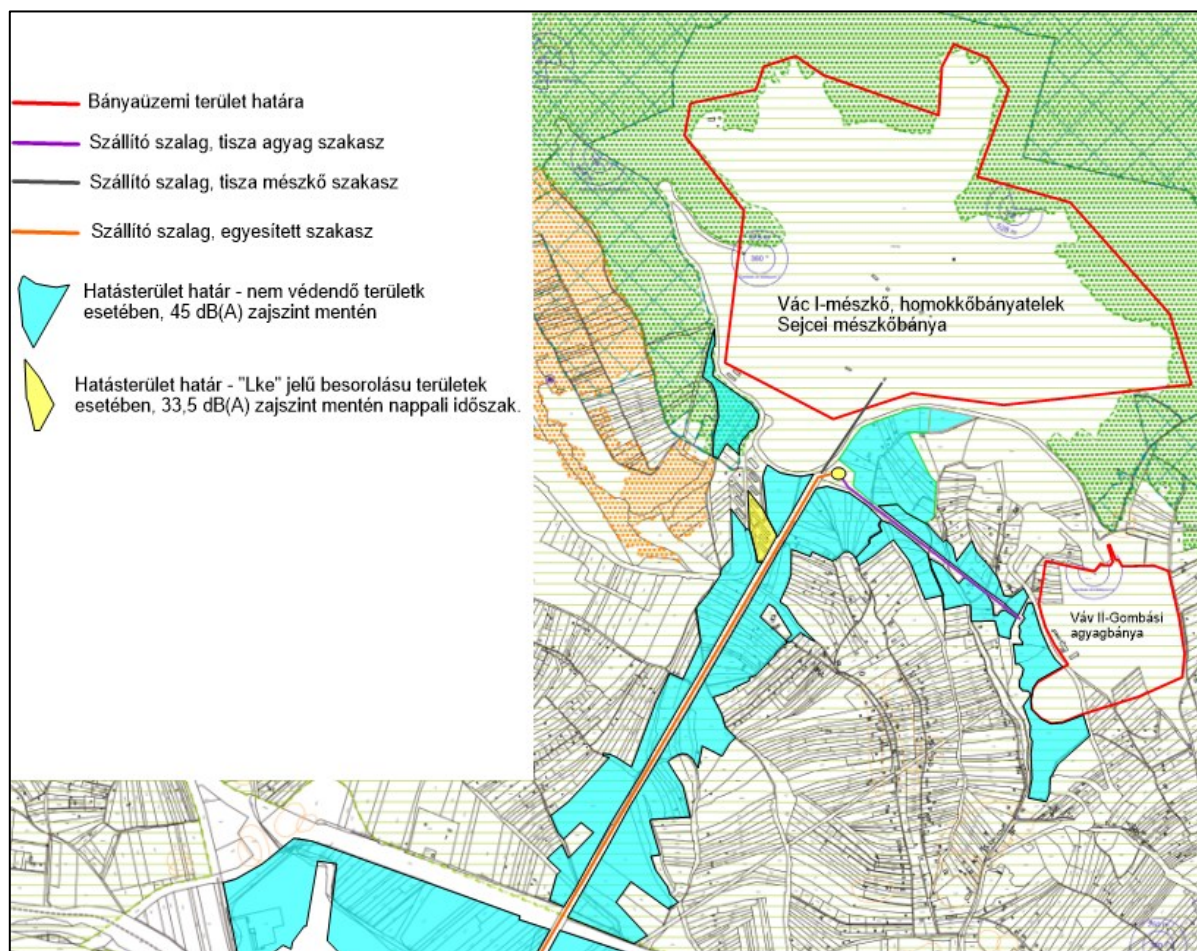 Bányaüzemi terület határa
Szállító szalag, tisza agyag szakasz
Szállító szalag, tisza mészkő szakasz
Szállító szalag, egyesített szakasz
Hatásterület határ - nem védendő területk
esetében, 45 dB(A) zajszint mentén
Hatásterület határ - "Lke" jelű besorolásu területek
esetében, 33,5 dB(A) zajszint mentén nappali időszak.
360 °
Vác I-mészkő, homokkőbányatelek
Sejcei mészkőbánya
Váv II-Gombási
agyagbánya